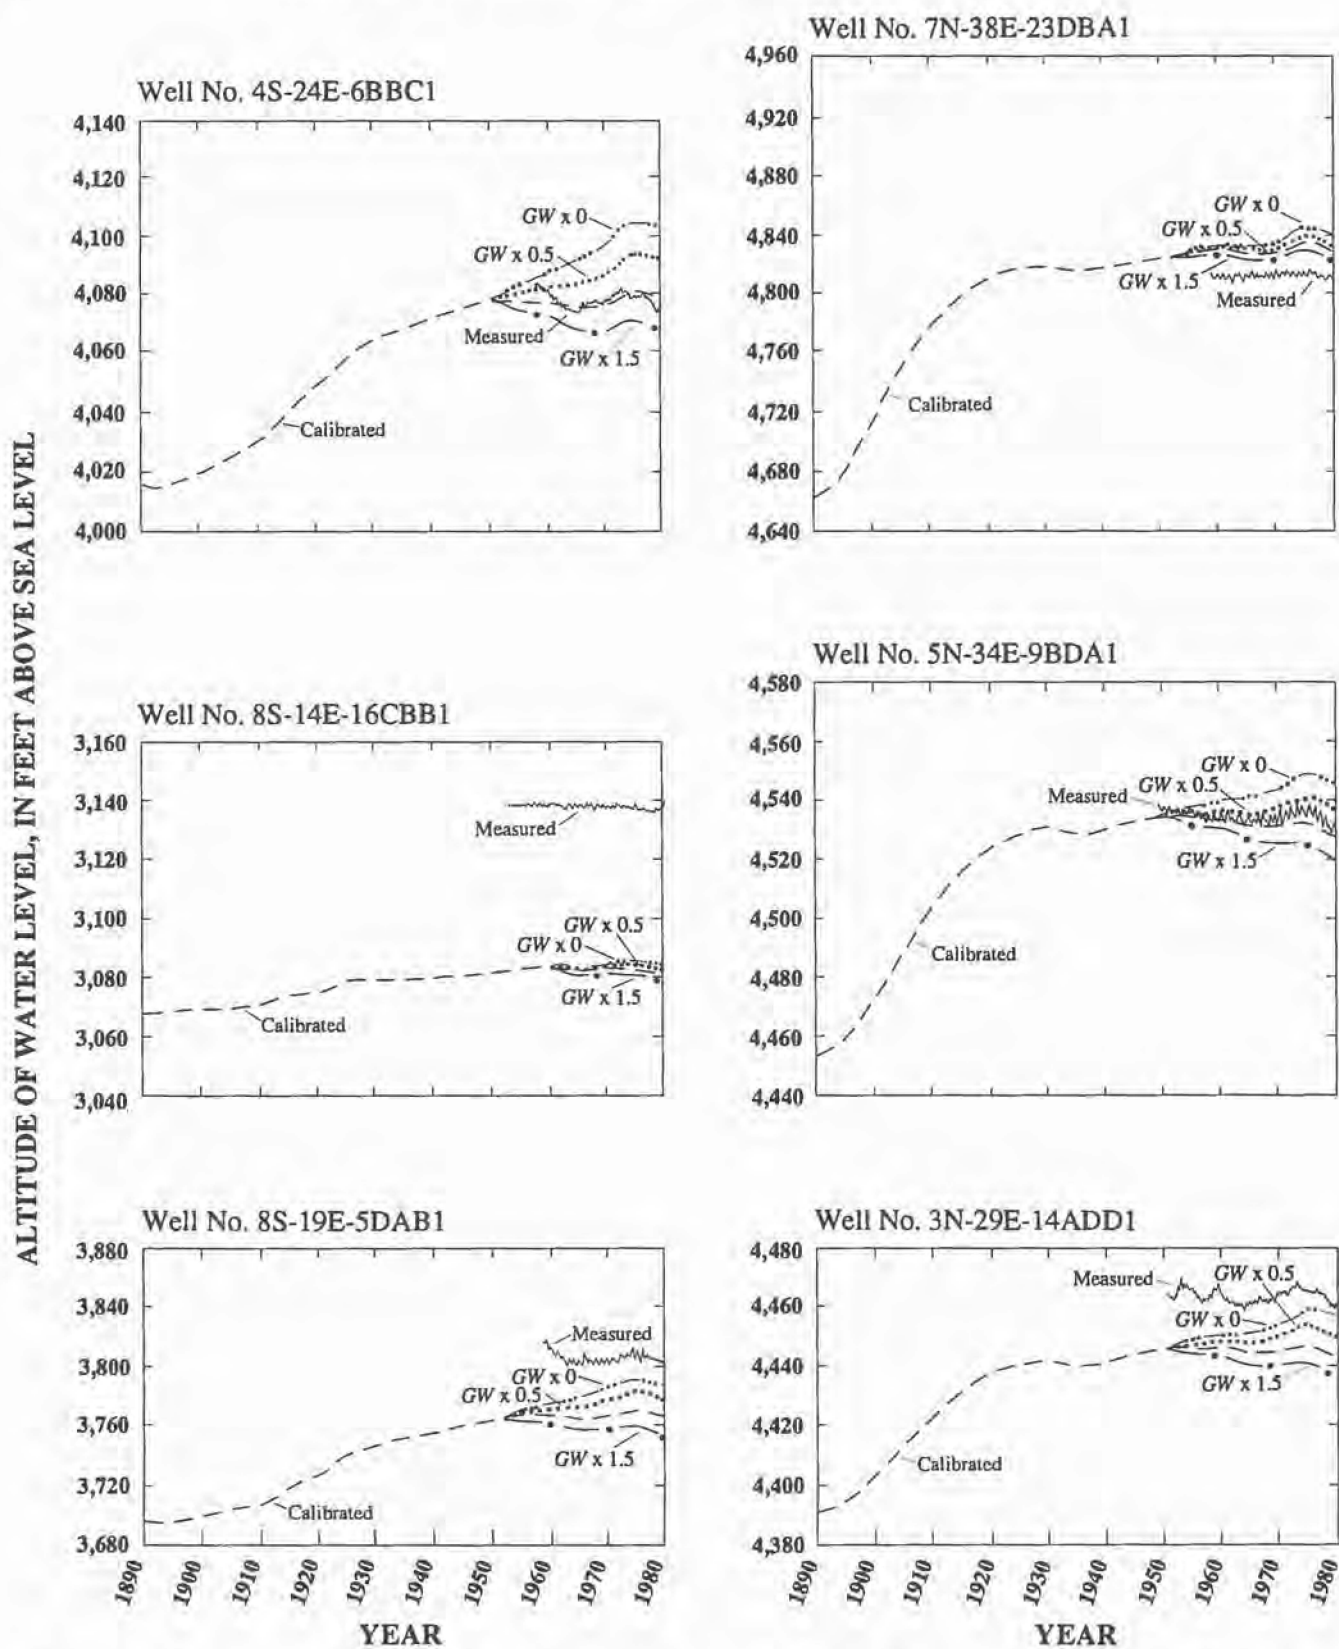 ALTITUDE OF WATER LEVEL, IN FEET ABOVE SEA LEVEL
Well No. 4S-24E-6BBC1
4,140
4,120
4,100
4,080
4,060
4,040
4,020
4,000
GW x 0
GW x 0.5
Measured
GW x 1.5
Calibrated
Well No. 7N-38E-23DBA1
4,960
4,920
4,880
4,840
4,800
4,760
4,720
4,680
4,640
GW x 0
GW x 0.5
GW x 1.5
Measured
Calibrated
Well No. 8S-14E-16CBB1
3,160
3,140
3,120
3,100
3,080
3,060
3,040
Measured
GW x 0.5
GW x 0
GW x 1.5
Calibrated
Well No. 5N-34E-9BDA1
4,580
4,560
4,540
4,520
4,500
4,480
4,460
4,440
GW x 0
GW x 0.5
Measured
GW x 1.5
Calibrated
Well No. 8S-19E-5DAB1
3,880
3,840
3,800
3,760
3,720
3,680
Measured
GW x 0
GW x 0.5
GW x 1.5
Calibrated
1890 1900 1910 1920 1930 1940 1950 1960 1970 1980
YEAR
Well No. 3N-29E-14ADD1
4,480
4,460
4,440
4,420
4,400
4,380
Measured
GW x 0.5
GW x 0
GW x 1.5
Calibrated
1890 1900 1910 1920 1930 1940 1950 1960 1970 1980
YEAR